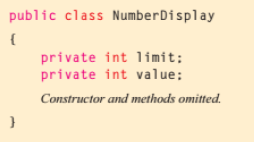 public class NumberDisplay
{
private int limit;
private int value;
Constructor and methods omitted.
}